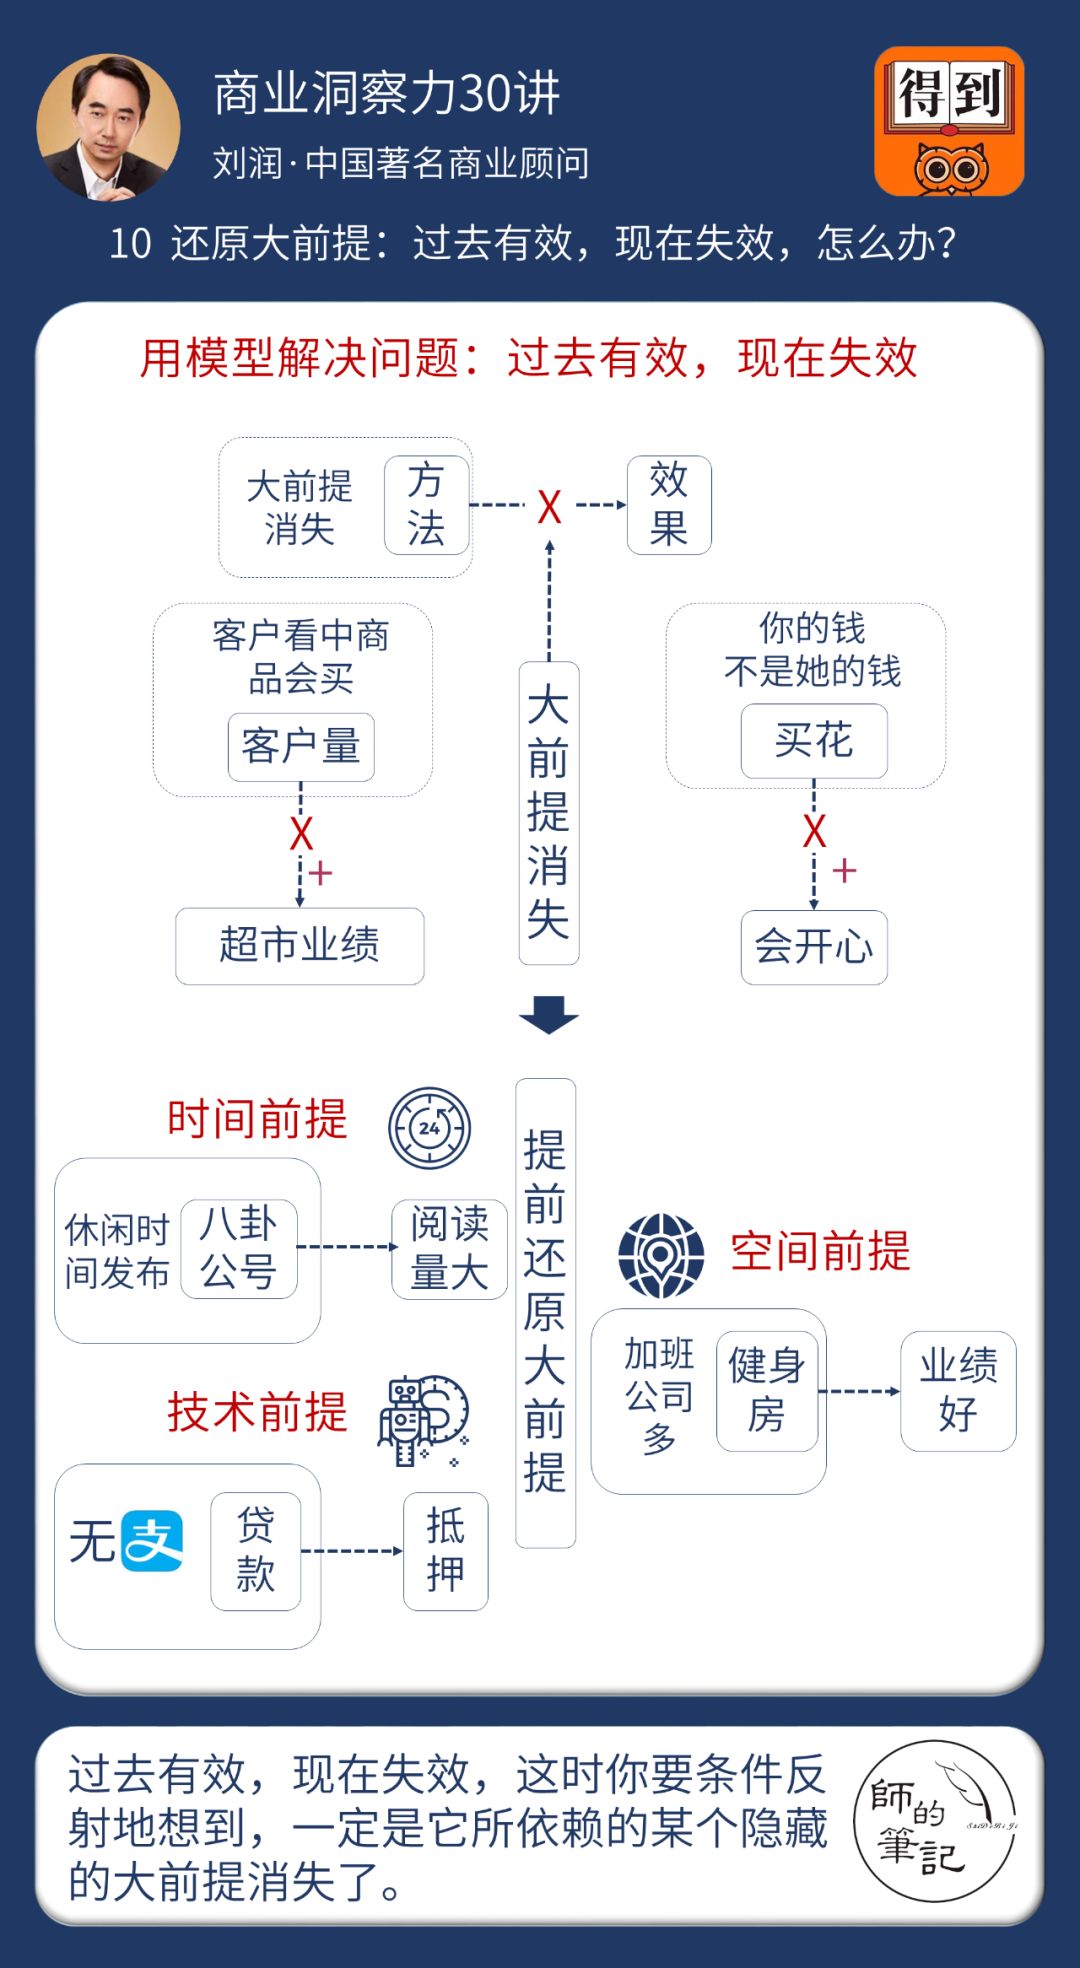 商业洞察力30讲
刘润·中国著名商业顾问
得到
10 还原大前提：过去有效，现在失效，怎么办？
用模型解决问题：过去有效，现在失效
大前提
消失
方
法
X
效
果
客户看中商
品会买
客户量
X
+
超市业绩
大前提消失
你的钱
不是她的钱
买花
X
+
会开心
时间前提
24
休闲时
间发布
八卦
公号
阅读
量大
提前还原大前提
空间前提
加班
公司
多
健身
房
业绩
好
技术前提
无
支
贷
款
抵
押
过去有效，现在失效，这时你要条件反
射地想到，一定是它所依赖的某个隐藏
的大前提消失了。
師的
筆記
ShiDeBiJi